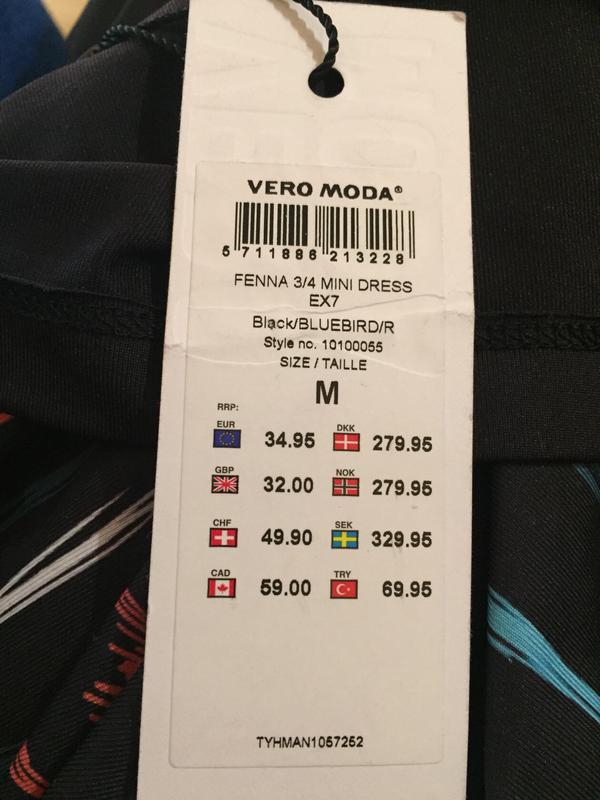 VERO MODA®
5 711886 213228
FENNA 3/4 MINI DRESS
EX7
Black/BLUEBIRD/R
Style no. 10100055
SIZE / TAILLE
M
RRP:
EUR 34.95 DKK 279.95
GBP 32.00 NOK 279.95
CHF 49.90 SEK 329.95
CAD 59.00 TRY 69.95
TYHMAN1057252